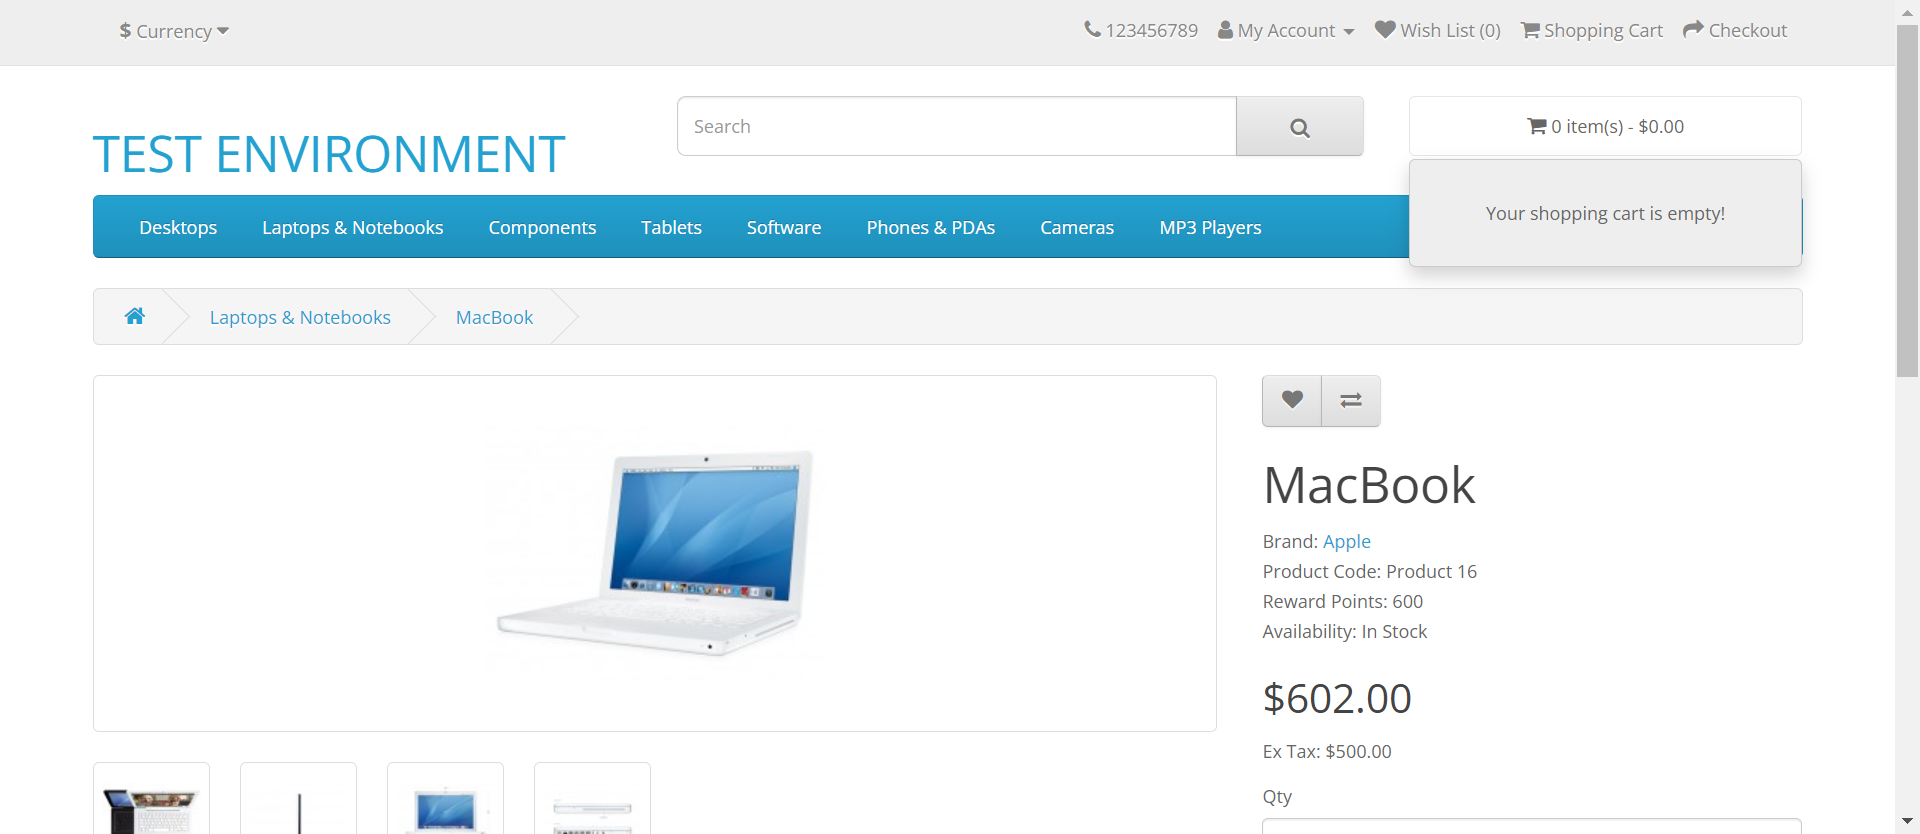 $ Currency
123456789 My Account Wish List (0) Shopping Cart Checkout
Search
0 item(s) - $0.00
TEST ENVIRONMENT
Your shopping cart is empty!
Desktops Laptops & Notebooks Components Tablets Software Phones & PDAs Cameras MP3 Players
Laptops & Notebooks MacBook
MacBook
Brand: Apple
Product Code: Product 16
Reward Points: 600
Availability: In Stock
$602.00
Ex Tax: $500.00
Qty